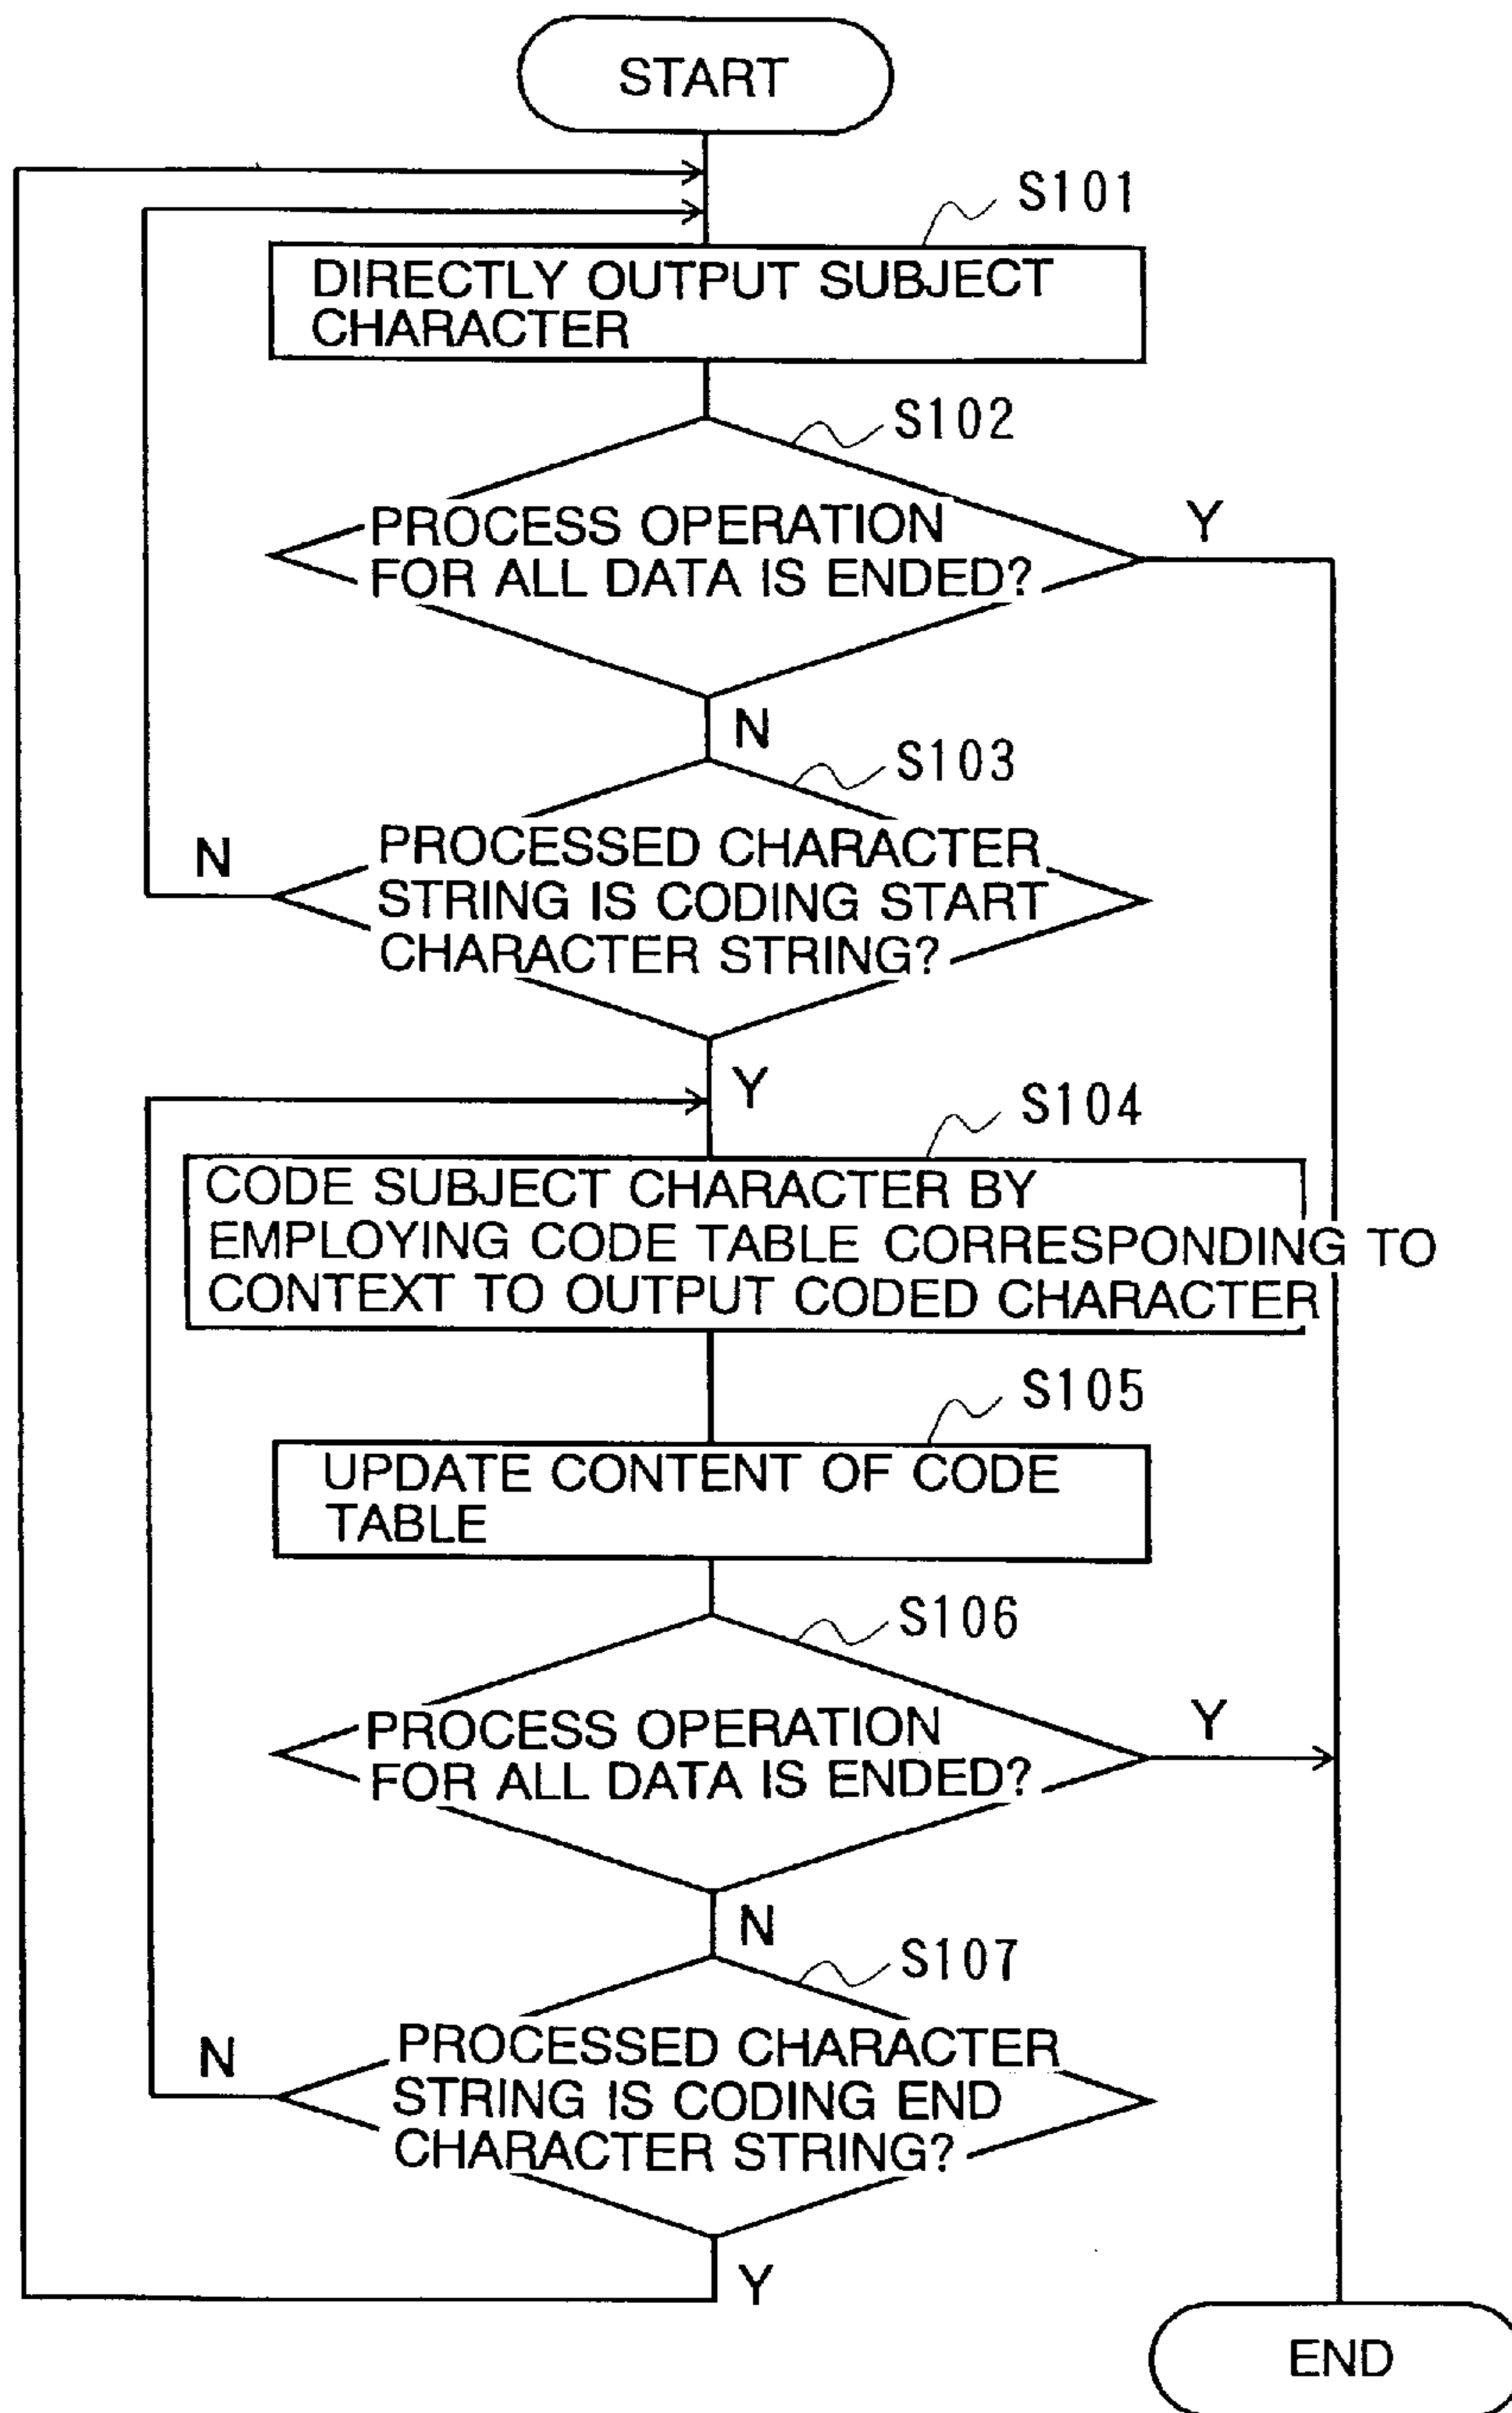 START
S101
DIRECTLY OUTPUT SUBJECT
CHARACTER
S102
PROCESS OPERATION
FOR ALL DATA IS ENDED?
Y
N
S103
PROCESSED CHARACTER
STRING IS CODING START
CHARACTER STRING?
N
Y
S104
CODE SUBJECT CHARACTER BY
EMPLOYING CODE TABLE CORRESPONDING TO
CONTEXT TO OUTPUT CODED CHARACTER
S105
UPDATE CONTENT OF CODE
TABLE
S106
PROCESS OPERATION
FOR ALL DATA IS ENDED?
Y
N
S107
PROCESSED CHARACTER
STRING IS CODING END
CHARACTER STRING?
N
Y
END